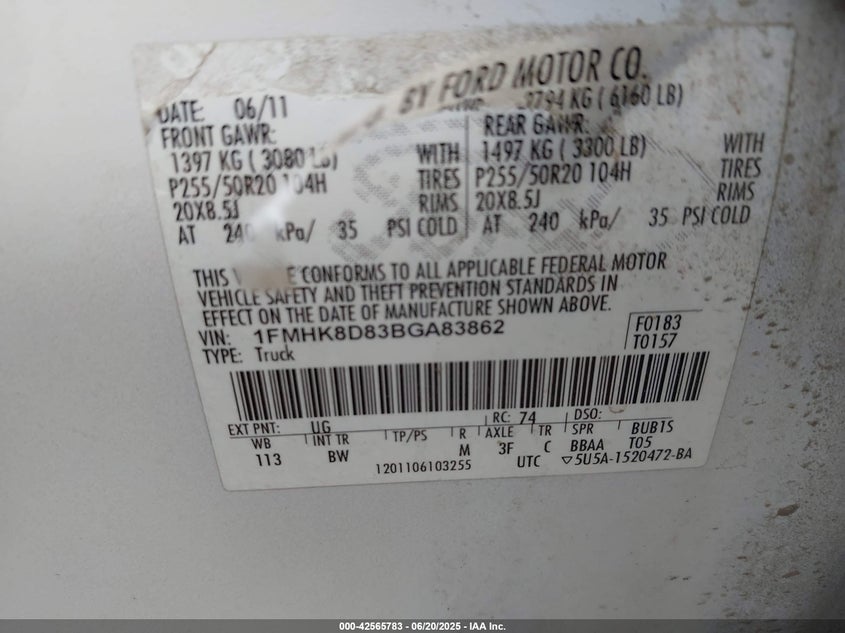 BY FORD MOTOR CO.
DATE: 06/11
3794 KG ( 6160 LB)
FRONT GAWR:
REAR GAWR:
1397 KG ( 3080 LB)
WITH
1497 KG ( 3300 LB)
WITH
P255/50R20 104H
TIRES
P255/50R20 104H
TIRES
20X8.5J
RIMS
20X8.5J
RIMS
AT 240 kPa/ 35 PSI COLD
AT 240 kPa/ 35 PSI COLD
THIS CONFORMS TO ALL APPLICABLE FEDERAL MOTOR
VEHICLE SAFETY AND THEFT PREVENTION STANDARDS IN
EFFECT ON THE DATE OF MANUFACTURE SHOWN ABOVE.
VIN: 1FMHK8D83BGA83862
TYPE: Truck
F0183
T0157
EXT PNT: UG
RC: 74
DSO:
WB
INT TR
TP/PS
R
AXLE
TR
SPR
BUB1S
113
BW
M
3F
C
BBAA
T05
1201106103255
UTC
▽5U5A-1520472-BA
000-42565783 - 06/20/2025 - IAA Inc.